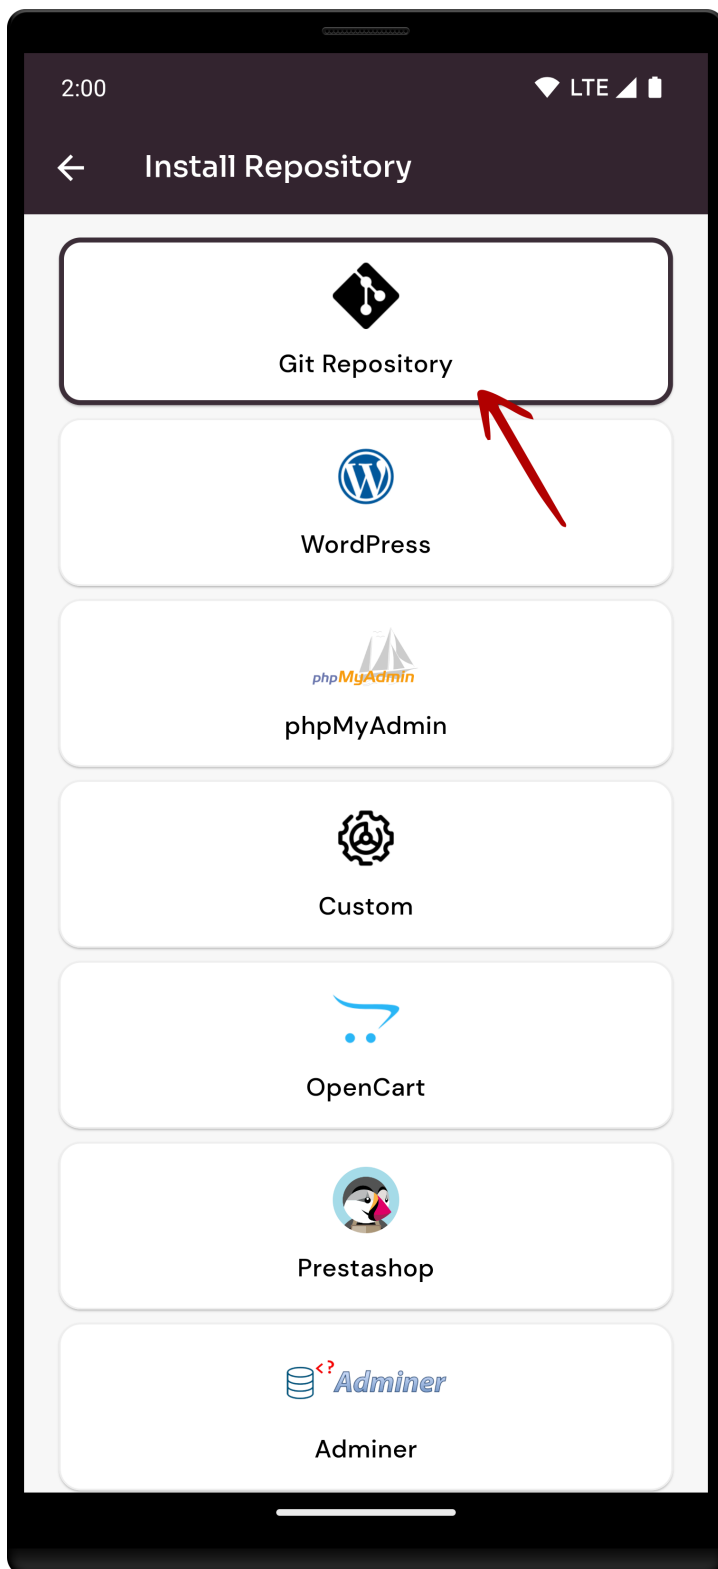 2:00
LTE
Install Repository
Git Repository
WordPress
phpMyAdmin
phpMyAdmin
Custom
OpenCart
Prestashop
<? Adminer
Adminer